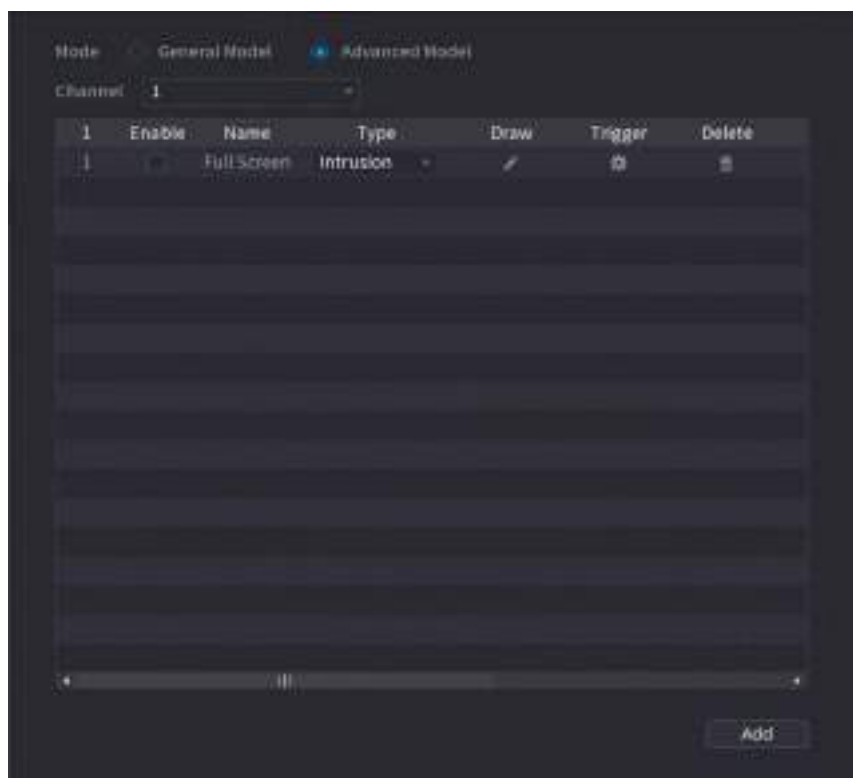 Mode General Model Advanced Model
Channel 1
1 Enable Name Type Draw Trigger Delete
1 Full Screen Intrusion
Add